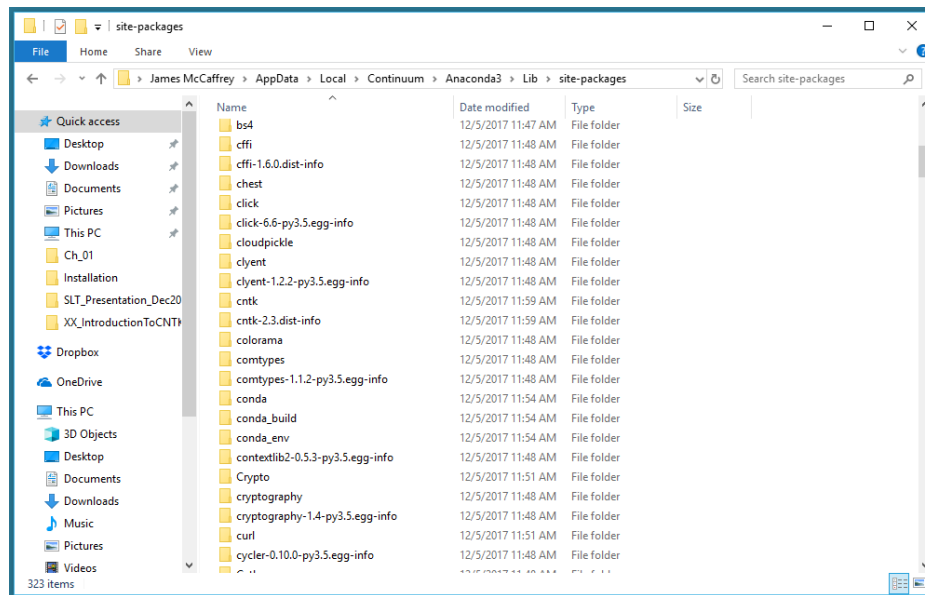 site-packages
File Home Share View
James McCaffrey > AppData > Local > Continuum > Anaconda3 > Lib > site-packages Search site-packages
Name Date modified Type Size
Quick access
Desktop
Downloads
Documents
Pictures
This PC
Ch_01
Installation
SLT_Presentation_Dec20
XX_IntroductionToCNTK
Dropbox
OneDrive
This PC
3D Objects
Desktop
Documents
Downloads
Music
Pictures
Videos
bs4 12/5/2017 11:47 AM File folder
cffi 12/5/2017 11:48 AM File folder
cffi-1.6.0.dist-info 12/5/2017 11:48 AM File folder
chest 12/5/2017 11:48 AM File folder
click 12/5/2017 11:48 AM File folder
click-6.6-py3.5.egg-info 12/5/2017 11:48 AM File folder
cloudpickle 12/5/2017 11:48 AM File folder
clyent 12/5/2017 11:48 AM File folder
clyent-1.2.2-py3.5.egg-info 12/5/2017 11:48 AM File folder
cntk 12/5/2017 11:59 AM File folder
cntk-2.3.dist-info 12/5/2017 11:59 AM File folder
colorama 12/5/2017 11:48 AM File folder
comtypes 12/5/2017 11:48 AM File folder
comtypes-1.1.2-py3.5.egg-info 12/5/2017 11:48 AM File folder
conda 12/5/2017 11:54 AM File folder
conda_build 12/5/2017 11:54 AM File folder
conda_env 12/5/2017 11:54 AM File folder
contextlib2-0.5.3-py3.5.egg-info 12/5/2017 11:48 AM File folder
Crypto 12/5/2017 11:51 AM File folder
cryptography 12/5/2017 11:48 AM File folder
cryptography-1.4-py3.5.egg-info 12/5/2017 11:48 AM File folder
curl 12/5/2017 11:51 AM File folder
cycler-0.10.0-py3.5.egg-info 12/5/2017 11:48 AM File folder
323 items